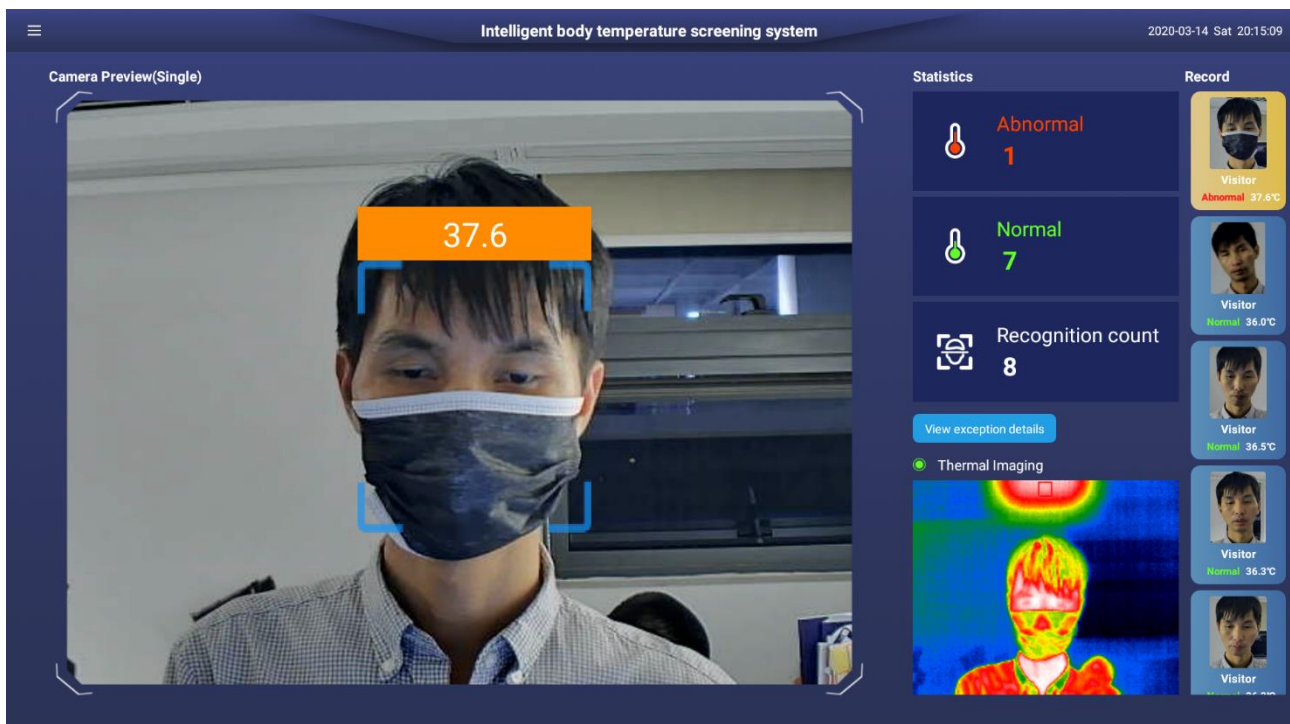 Intelligent body temperature screening system
2020-03-14 Sat 20:15:09
Camera Preview(Single)
37.6
Statistics
Abnormal
1
Normal
7
Recognition count
8
View exception details
Thermal Imaging
Record
Visitor
Abnormal 37.6℃
Visitor
Normal 36.0℃
Visitor
Normal 36.5℃
Visitor
Normal 36.3℃
Visitor